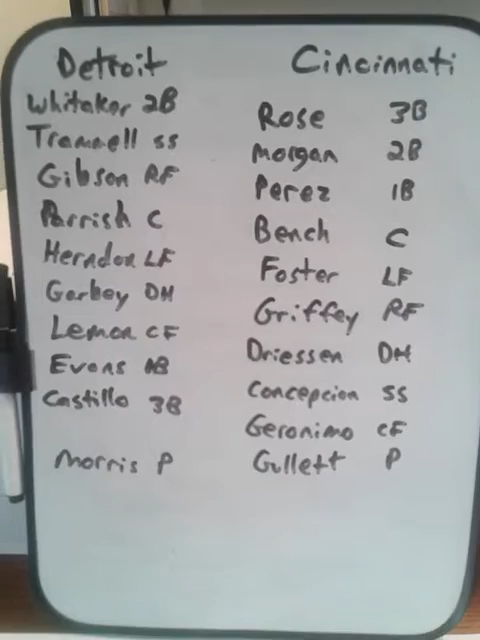 Detroit
Whitaker 2B
Trammell SS
Gibson RF
Parrish C
Herndon LF
Garbey DH
Lemon CF
Evans 1B
Castillo 3B
Morris P
Cincinnati
Rose 3B
Morgan 2B
Perez 1B
Bench C
Foster LF
Griffey RF
Driessen DH
Concepcion SS
Geronimo CF
Gullett P